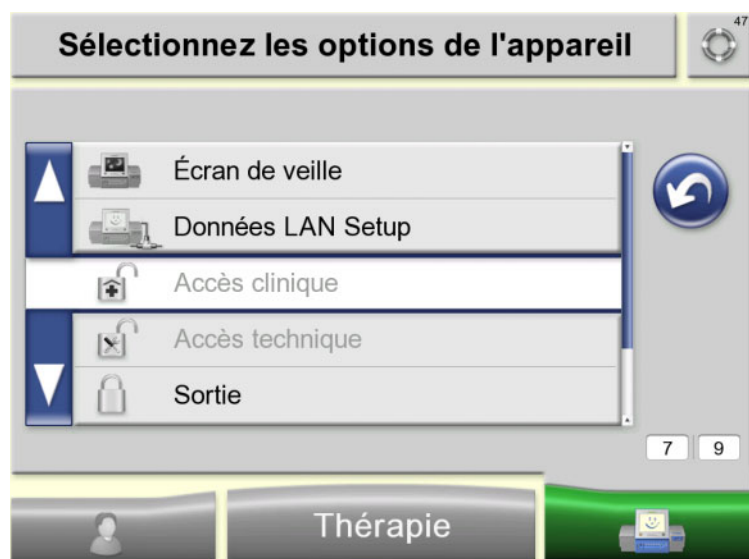 Sélectionnez les options de l'appareil
47
Écran de veille
Données LAN Setup
Accès clinique
Accès technique
Sortie
7 9
Thérapie